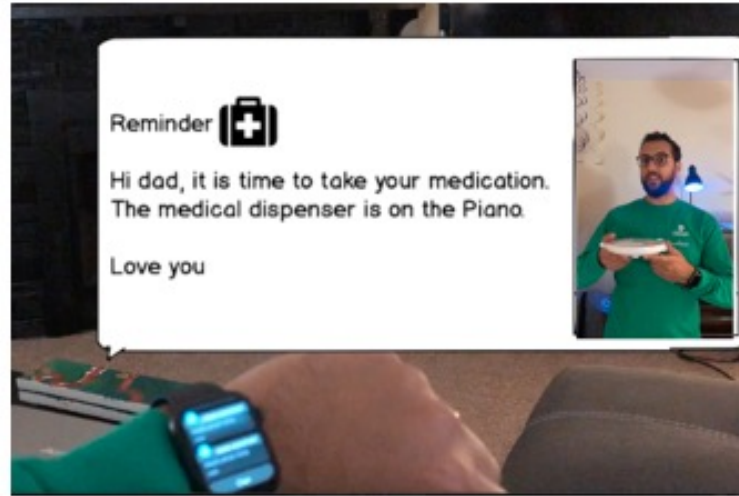 Reminder
Hi dad, it is time to take your medication.
The medical dispenser is on the Piano.
Love you